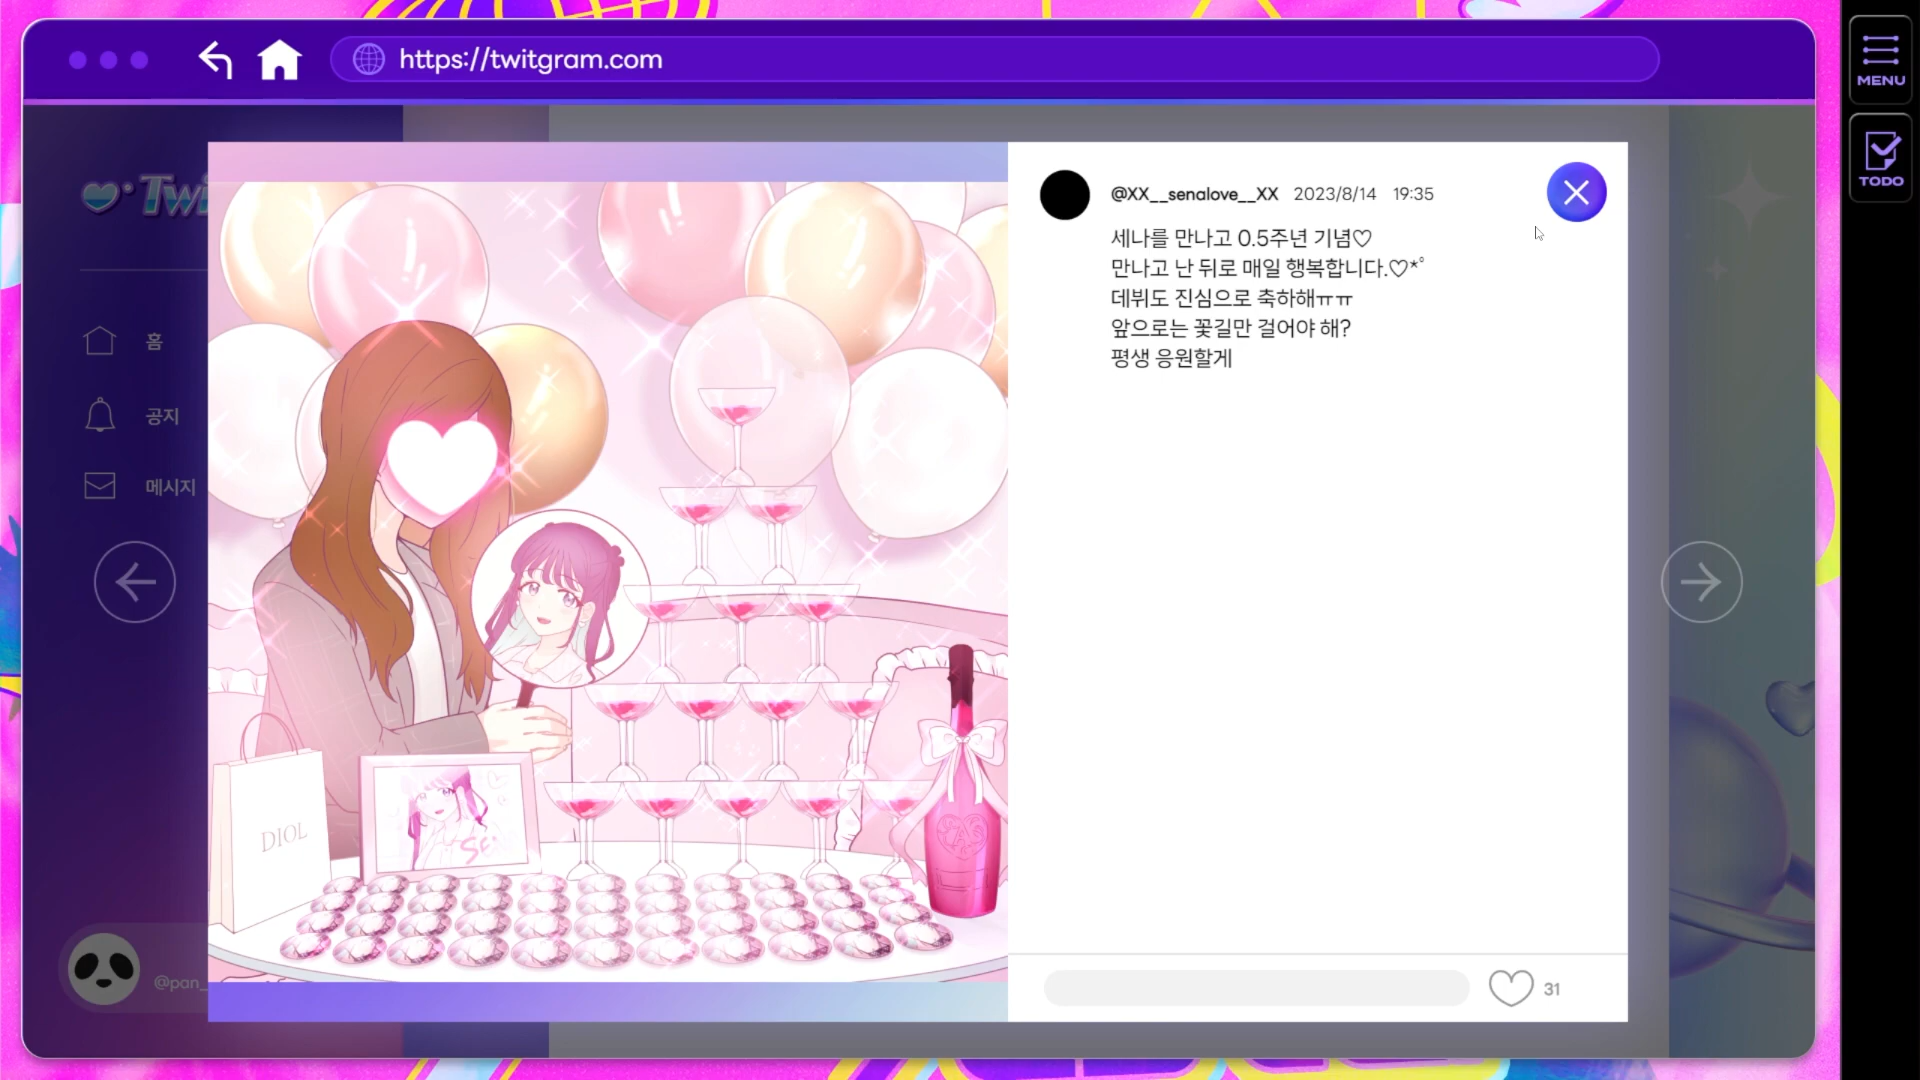 https://twitgram.com
MENU
TODO
Twi
홈
공지
메시지
@pan_
@XX__senalove__XX 2023/8/14 19:35
세나를 만나고 0.5주년 기념♡
만나고 난 뒤로 매일 행복합니다.♡*°
데뷔도 진심으로 축하해ㅠㅠ
앞으로는 꽃길만 걸어야 해?
평생 응원할게
31
DIOL
SE
A